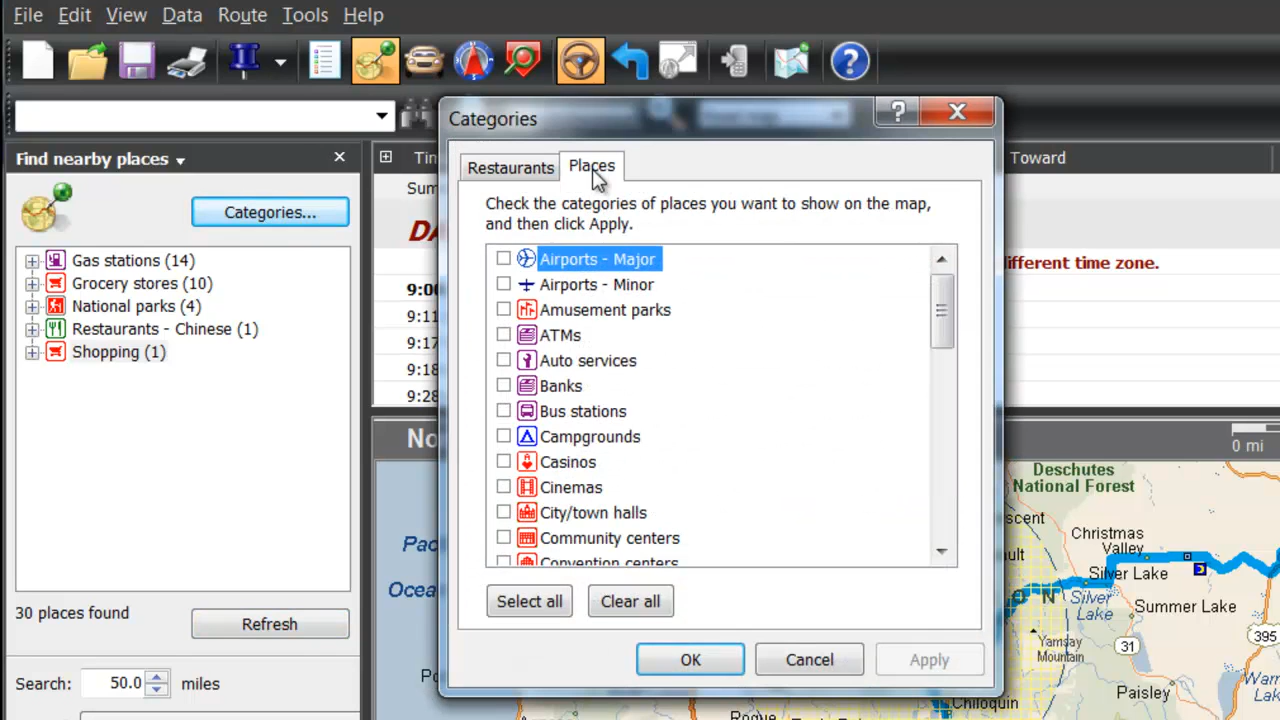 File Edit View Data Route Tools Help
Categories
Find nearby places
Categories...
Gas stations (14)
Grocery stores (10)
National parks (4)
Restaurants - Chinese (1)
Shopping (1)
30 places found
Refresh
Search: 50.0 miles
Restaurants Places
Check the categories of places you want to show on the map,
and then click Apply.
Airports - Major
Airports - Minor
Amusement parks
ATMs
Auto services
Banks
Bus stations
Campgrounds
Casinos
Cinemas
City/town halls
Community centers
Convention centers
Select all Clear all
OK Cancel Apply
Toward
different time zone.
9:11
9:17
9:18
9:28
0 mi
Deschutes
National Forest
Christmas
Valley
Silver Lake
Silver
Lake
Summer Lake
395
Yamsay
Mountain
31
Paisley
Chiloquin